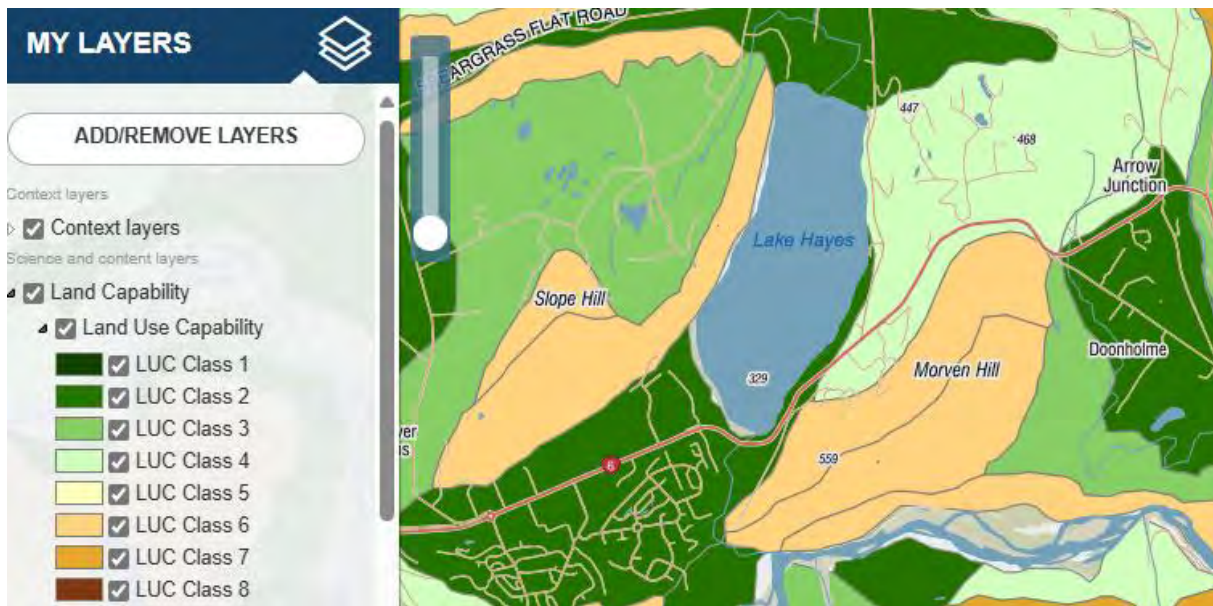 MY LAYERS
ADD/REMOVE LAYERS
Context layers
Context layers
Science and content layers
Land Capability
Land Use Capability
LUC Class 1
LUC Class 2
LUC Class 3
LUC Class 4
LUC Class 5
LUC Class 6
LUC Class 7
LUC Class 8
EARGRASS FLAT ROAD
447
468
Arrow
Junction
Lake Hayes
Slope Hill
Doonholme
Morven Hill
329
ver
559
6